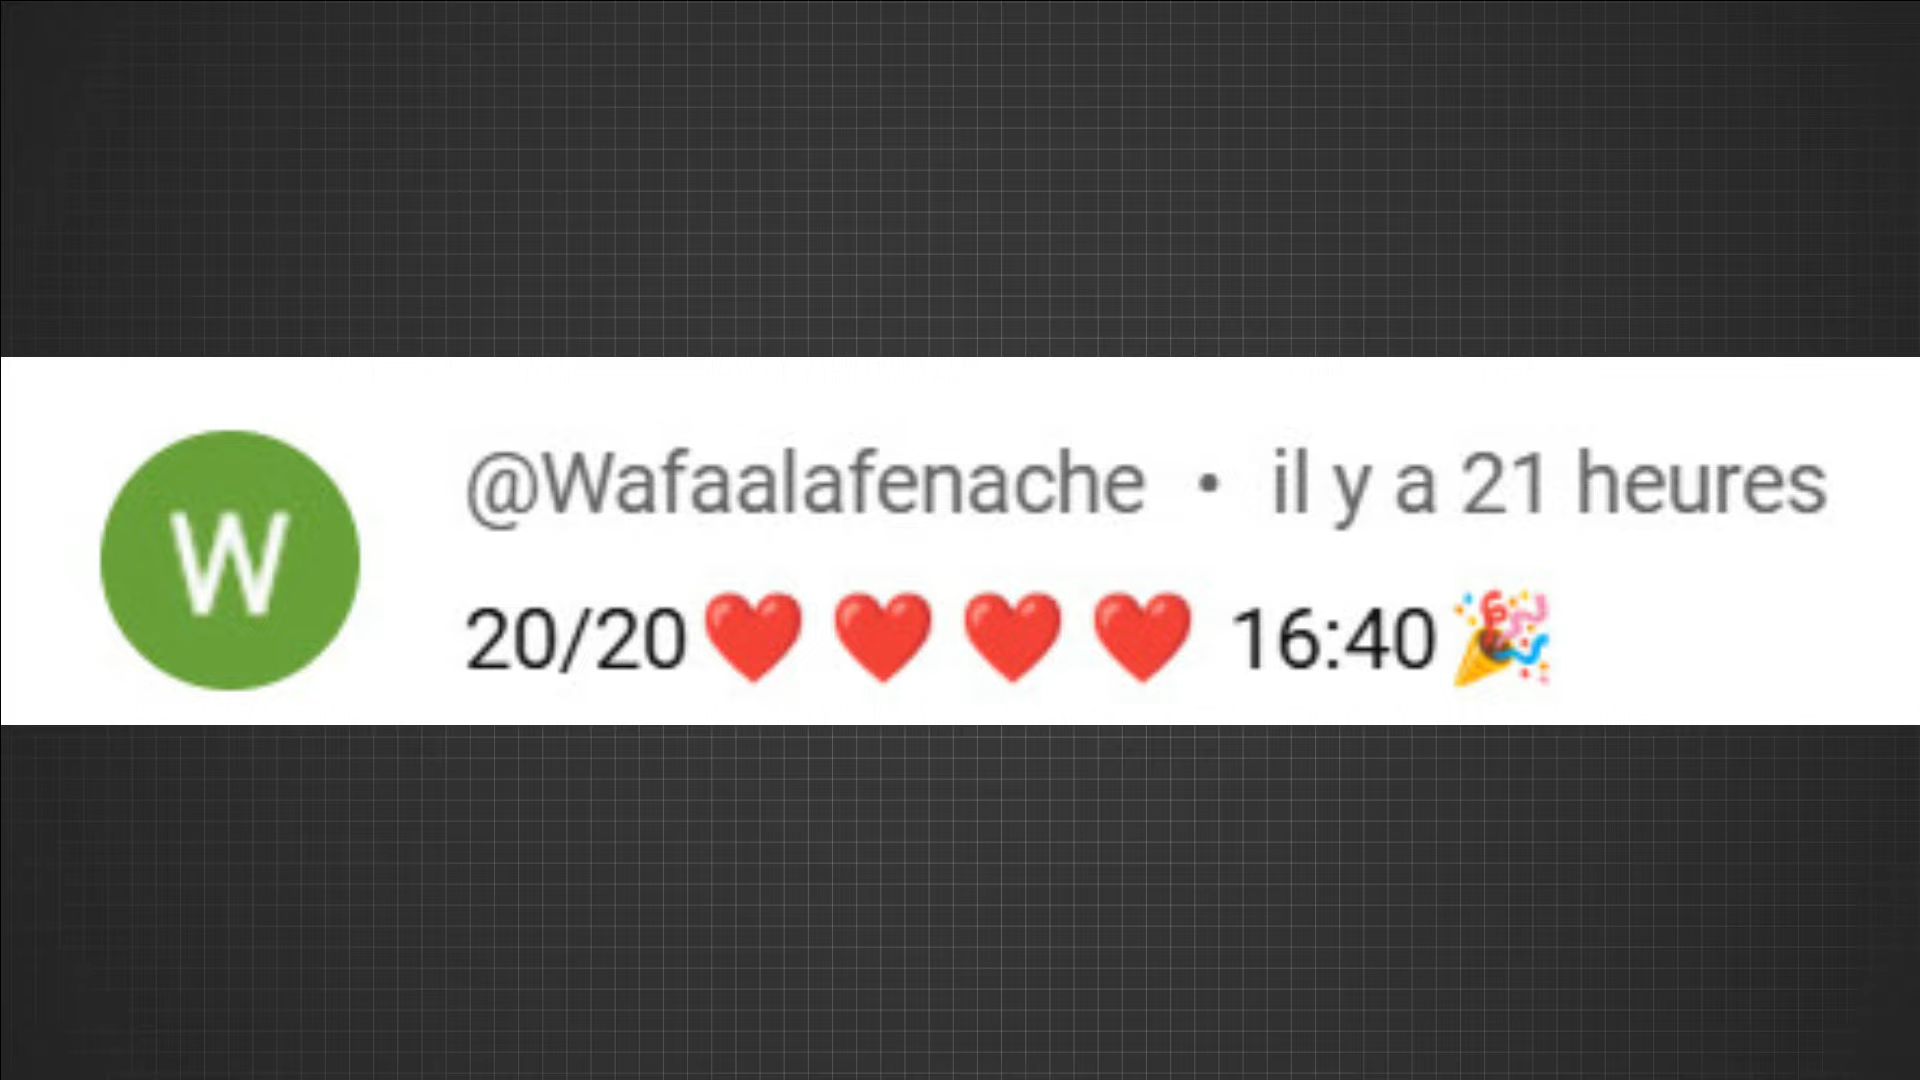 W
@Wafaalafenache • il y a 21 heures
20/20❤️❤️❤️❤️ 16:40🎉